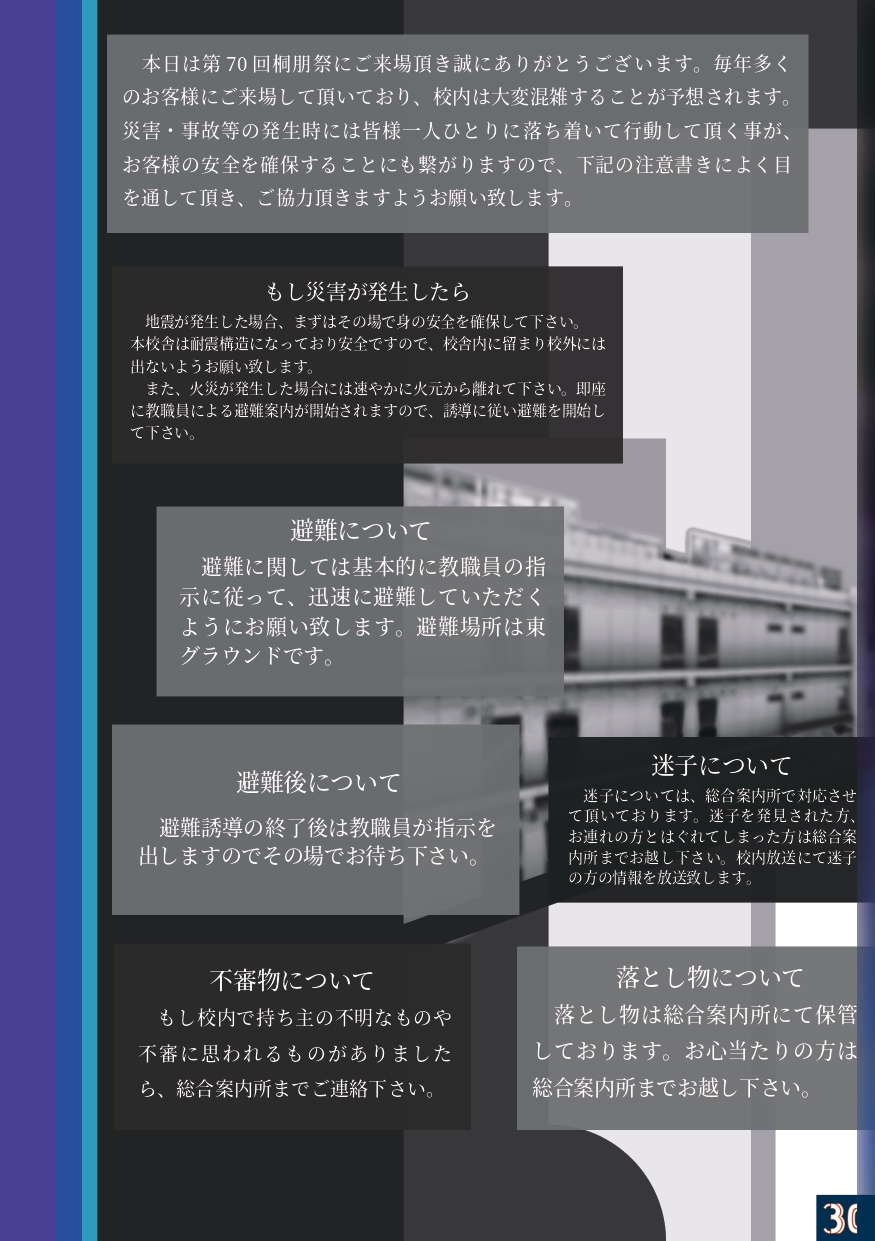 本日は第 70 回桐朋祭にご来場頂き誠にありがとうございます。毎年多く
のお客様にご来場して頂いており、校内は大変混雑することが予想されます。
災害・事故等の発生時には皆様一人ひとりに落ち着いて行動して頂く事が、
お客様の安全を確保することにも繋がりますので、下記の注意書きによく目
を通して頂き、ご協力頂きますようお願い致します。
もし災害が発生したら
地震が発生した場合、まずはその場で身の安全を確保して下さい。
本校舎は耐震構造になっており安全ですので、校舎内に留まり校外には
出ないようお願い致します。
また、火災が発生した場合には速やかに火元から離れて下さい。即座
に教職員による避難案内が開始されますので、誘導に従い避難を開始し
て下さい。
避難について
避難に関しては基本的に教職員の指
示に従って、迅速に避難していただく
ようにお願い致します。避難場所は東
グラウンドです。
避難後について
避難誘導の終了後は教職員が指示を
出しますのでその場でお待ち下さい。
迷子について
迷子については、総合案内所で対応させ
て頂いております。迷子を発見された方、
お連れの方とはぐれてしまった方は総合案
内所までお越し下さい。校内放送にて迷子
の方の情報を放送致します。
不審物について
もし校内で持ち主の不明なものや
不審に思われるものがありました
ら、総合案内所までご連絡下さい。
落とし物について
落とし物は総合案内所にて保管
しております。お心当たりの方は
総合案内所までお越し下さい。